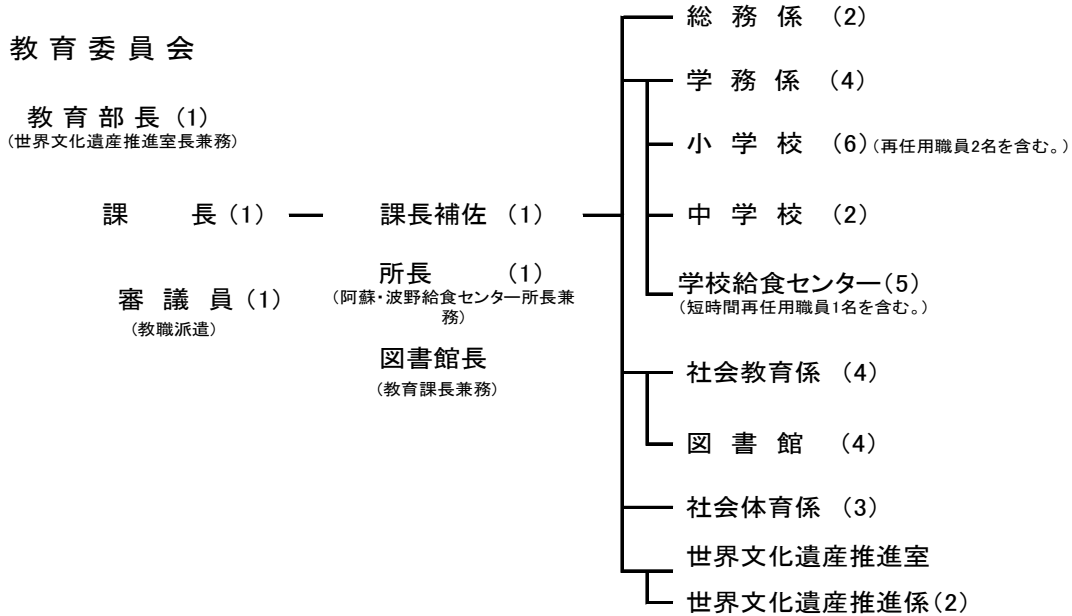 教育委員会
教育部長（1）
（世界文化遺産推進室長兼務）
課　　長（1）
審議員（1）
（教職派遣）
課長補佐（1）
所長　　（1）
（阿蘇・波野給食センター所長兼
務）
図書館長
（教育課長兼務）
総務係（2）
学務係（4）
小学校（6）（再任用職員2名を含む。）
中学校（2）
学校給食センター（5）
（短時間再任用職員1名を含む。）
社会教育係（4）
図書館（4）
社会体育係（3）
世界文化遺産推進室
世界文化遺産推進係（2）